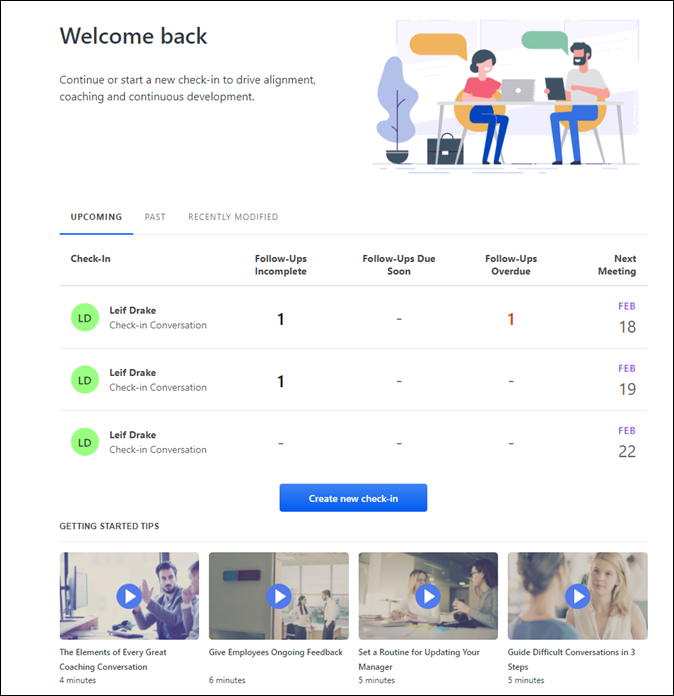 Welcome back
Continue or start a new check-in to drive alignment,
coaching and continuous development.
UPCOMING PAST RECENTLY MODIFIED
Check-In Follow-Ups Incomplete Follow-Ups Due Soon Follow-Ups Overdue Next Meeting
LD Leif Drake Check-in Conversation 1 - 1 FEB 18
LD Leif Drake Check-in Conversation 1 - - FEB 19
LD Leif Drake Check-in Conversation - - - FEB 22
Create new check-in
GETTING STARTED TIPS
The Elements of Every Great
Coaching Conversation
4 minutes
Give Employees Ongoing Feedback
6 minutes
Set a Routine for Updating Your
Manager
5 minutes
Guide Difficult Conversations in 3
Steps
5 minutes